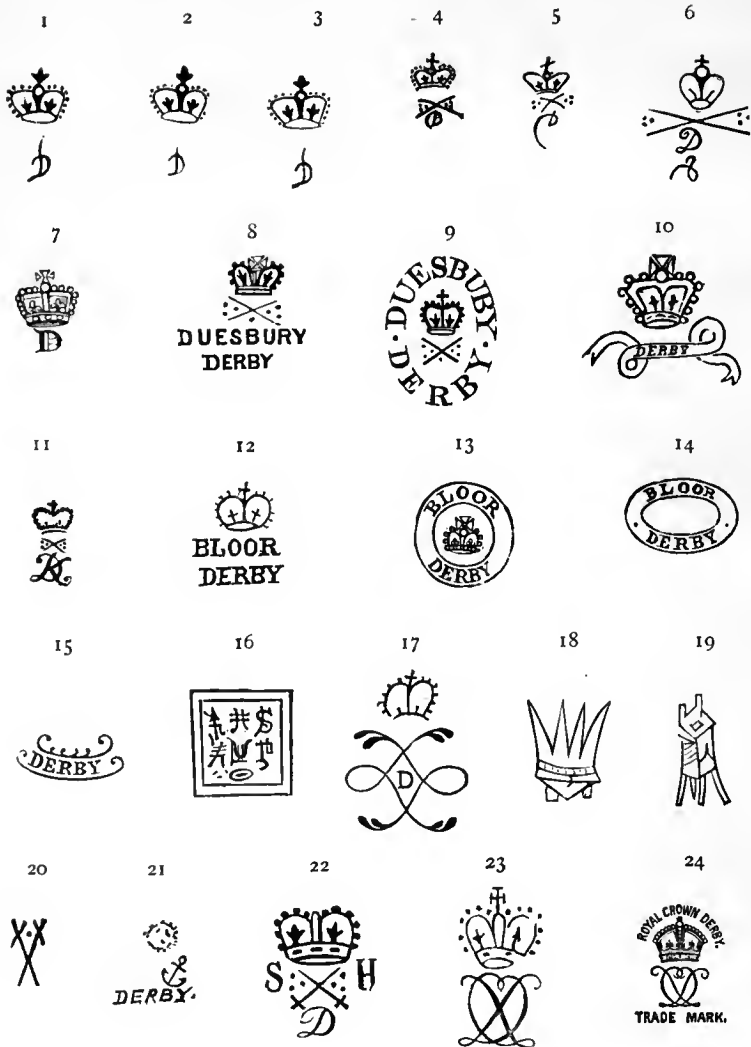 1 2 3 4 5 6
D D D D C D
7 8 9 10
D
DUESBURY
DERBY
· DUESBUBY ·
DERBY
DERBY
11 12 13 14
BLOOR
DERBY
BLOOR
DERBY
BLOOR
· DERBY ·
15 16 17 18 19
DERBY
D
20 21 22 23 24
DERBY.
S H
D
ROYAL CROWN DERBY.
TRADE MARK.